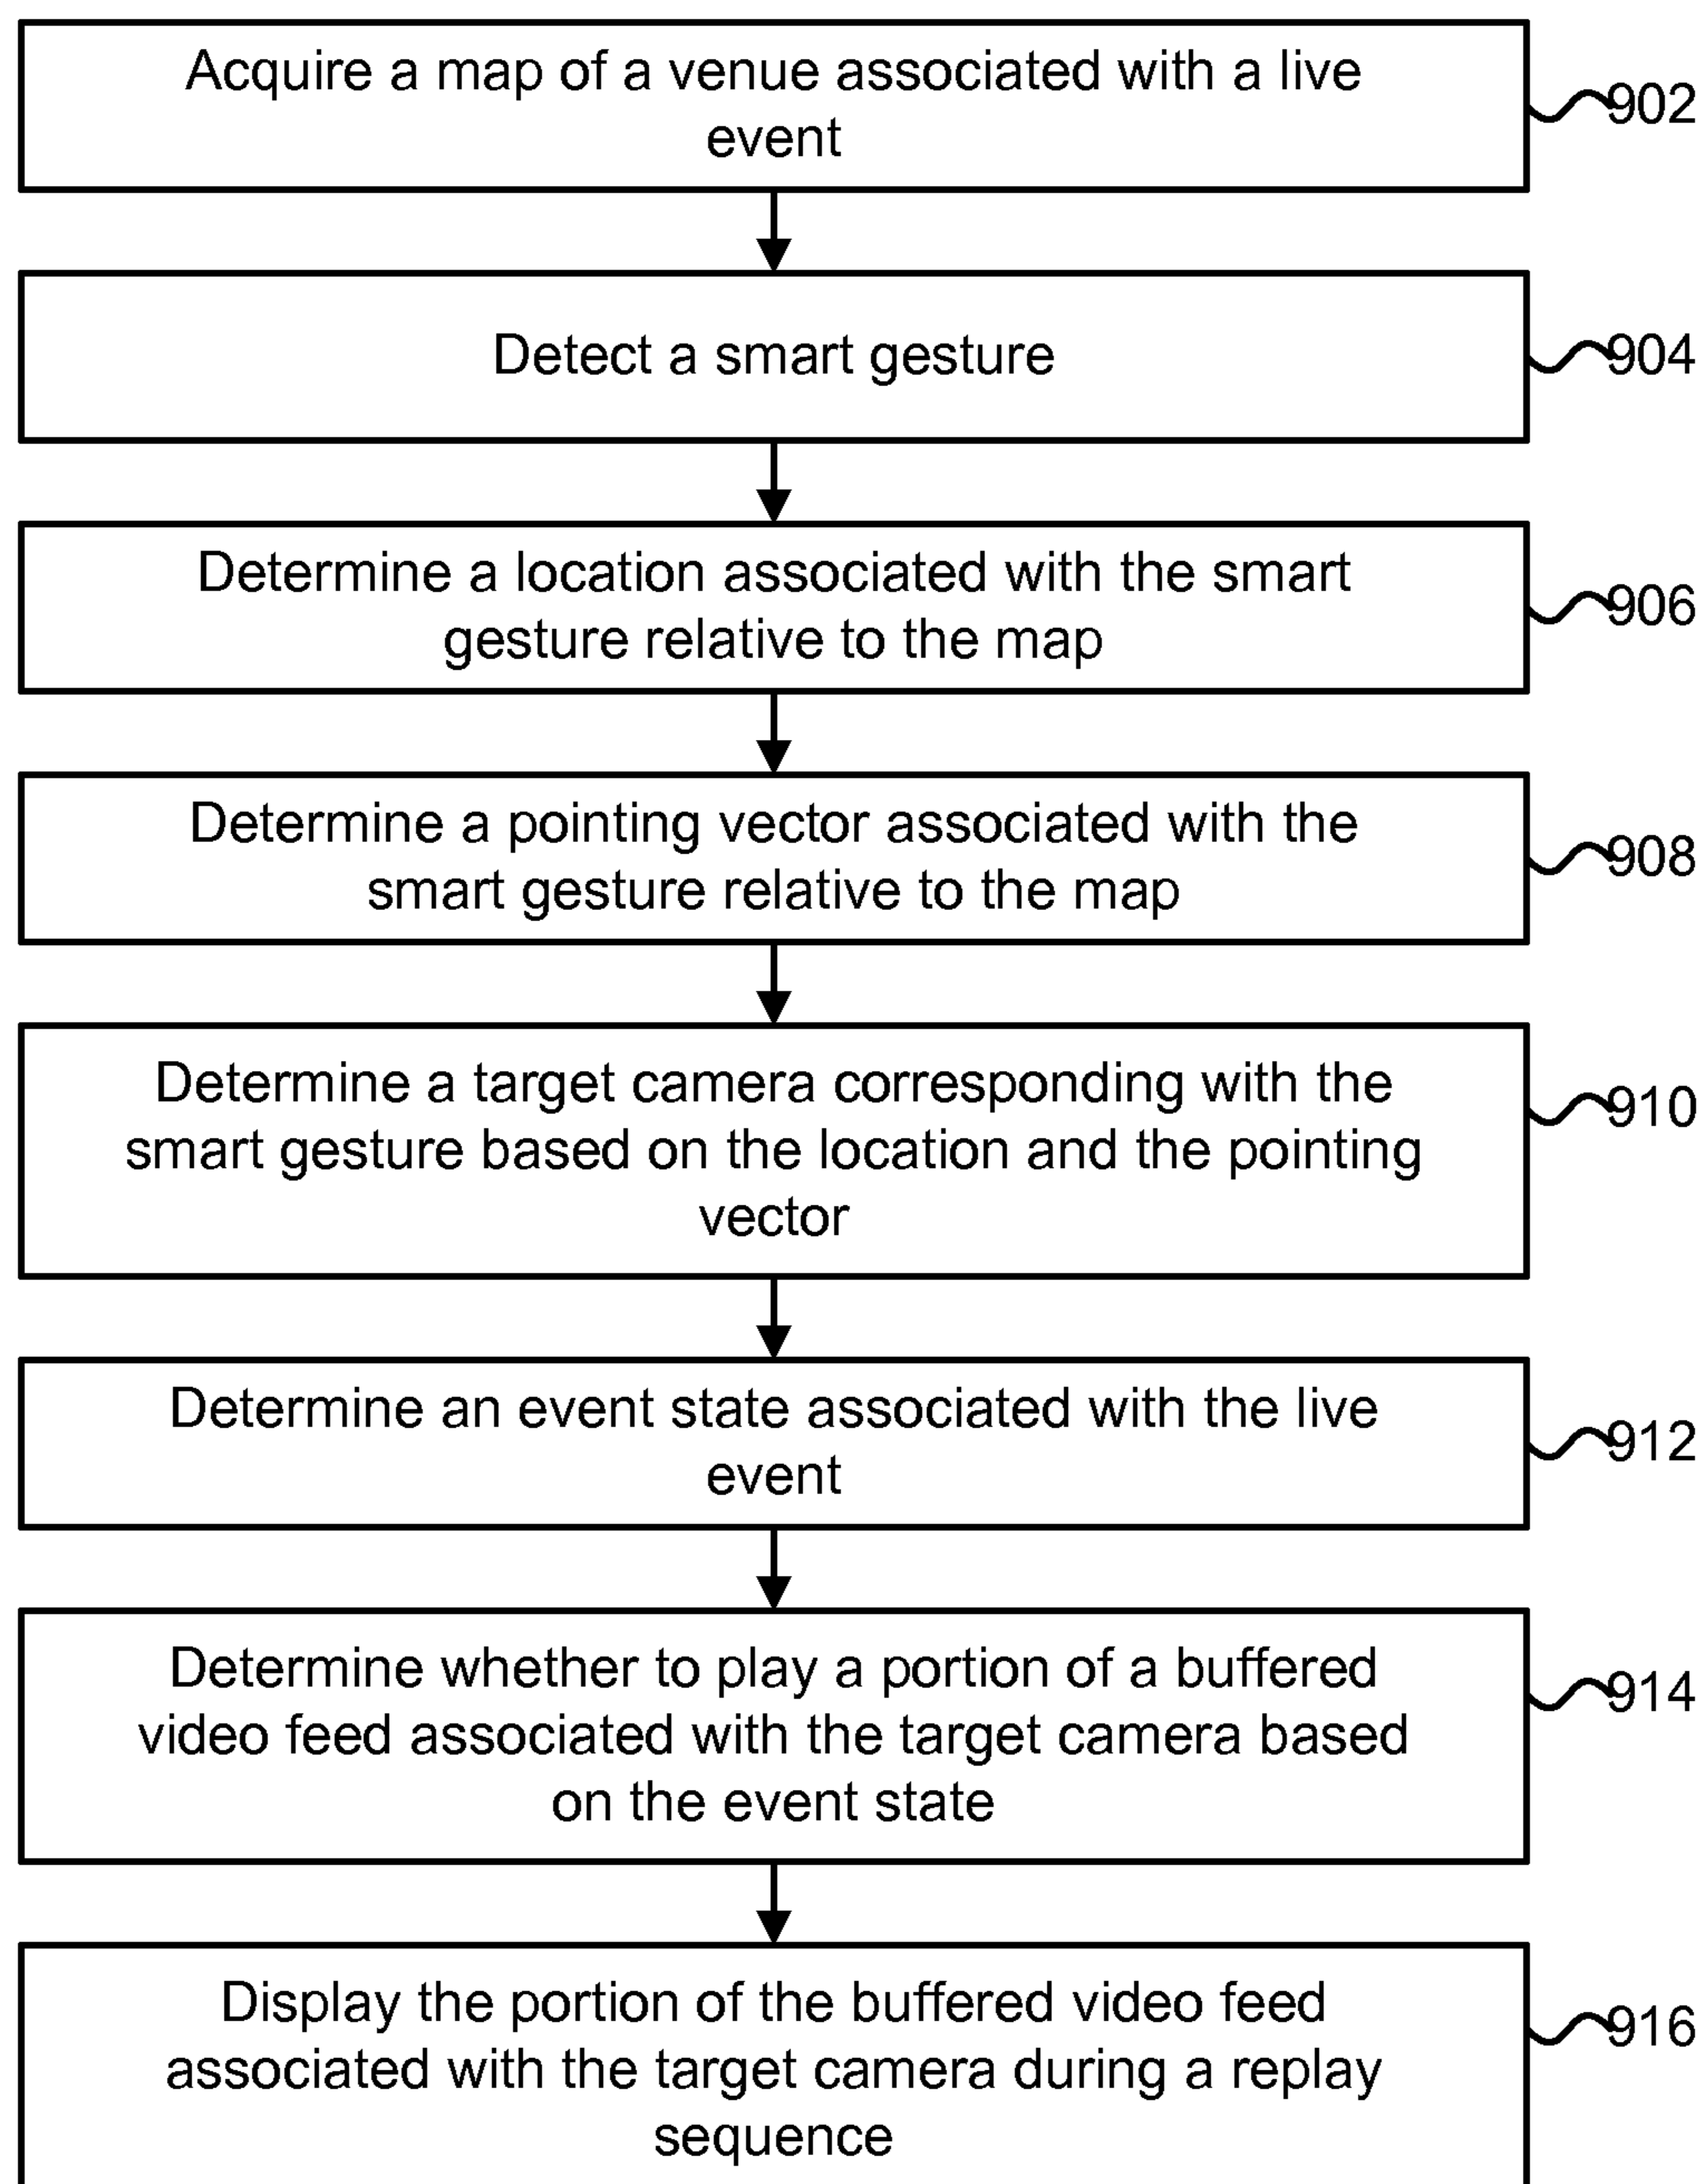 Acquire a map of a venue associated with a live
event
902
Detect a smart gesture
904
Determine a location associated with the smart
gesture relative to the map
906
Determine a pointing vector associated with the
smart gesture relative to the map
908
Determine a target camera corresponding with the
smart gesture based on the location and the pointing
vector
910
Determine an event state associated with the live
event
912
Determine whether to play a portion of a buffered
video feed associated with the target camera based
on the event state
914
Display the portion of the buffered video feed
associated with the target camera during a replay
sequence
916